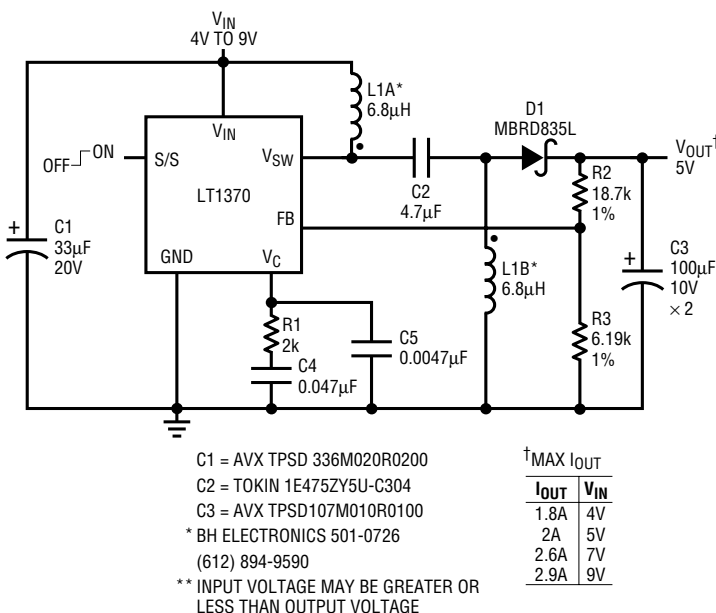 VIN
4V TO 9V
L1A*
6.8µH
D1
MBRD835L
VIN
OFF ON
S/S
VSW
VOUT†
5V
LT1370
C2
4.7µF
R2
18.7k
1%
FB
+
C1
33µF
20V
GND
VC
L1B*
6.8µH
+
C3
100µF
10V
× 2
R1
2k
C4
0.047µF
C5
0.0047µF
R3
6.19k
1%
C1 = AVX TPSD 336M020R0200
C2 = TOKIN 1E475ZY5U-C304
C3 = AVX TPSD107M010R0100
* BH ELECTRONICS 501-0726
(612) 894-9590
** INPUT VOLTAGE MAY BE GREATER OR
LESS THAN OUTPUT VOLTAGE
†MAX IOUT
IOUT VIN
1.8A 4V
2A 5V
2.6A 7V
2.9A 9V